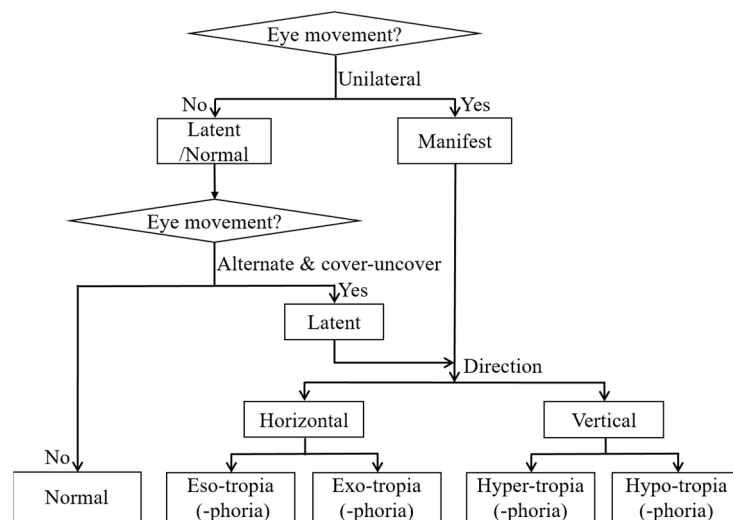 Eye movement?
Unilateral
No
Yes
Latent
/Normal
Manifest
Eye movement?
Alternate & cover-uncover
Yes
Latent
Direction
Horizontal
Vertical
No
Normal
Eso-tropia
(-phoria)
Exo-tropia
(-phoria)
Hyper-tropia
(-phoria)
Hypo-tropia
(-phoria)